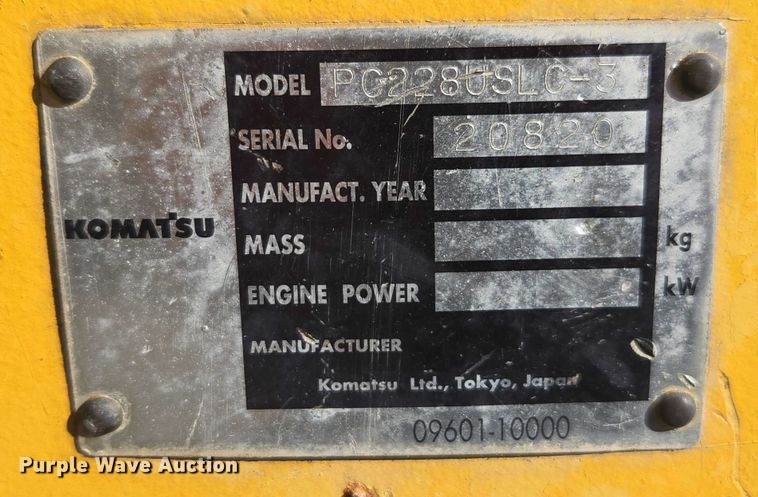 MODEL PC228USLC-3
SERIAL No. 20820
MANUFACT. YEAR
KOMATSU
MASS kg
ENGINE POWER kW
MANUFACTURER
Komatsu Ltd., Tokyo, Japan
09601-10000
Purple Wave Auction